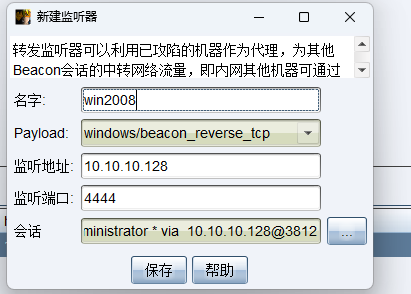 新建监听器
转发监听器可以利用已攻陷的机器作为代理，为其他
Beacon会话的中转网络流量，即内网其他机器可通过
名字: win2008
Payload: windows/beacon_reverse_tcp
监听地址: 10.10.10.128
监听端口: 4444
会话 ministrator * via 10.10.10.128@3812 ...
保存 帮助